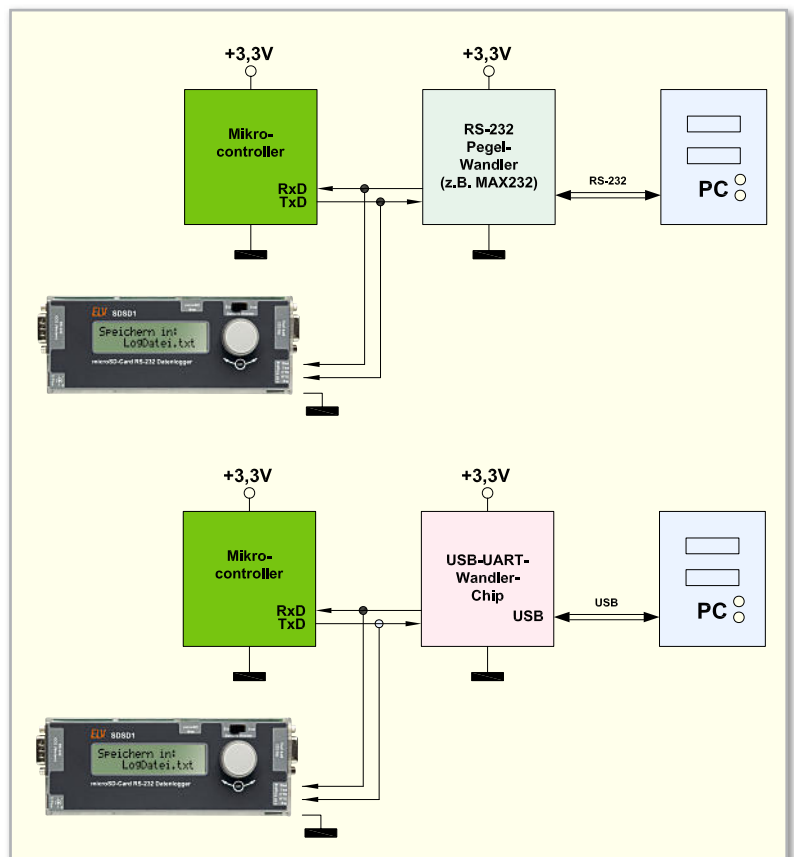 +3,3V
+3,3V
Mikro-
controller
RxD
TxD
RS-232
Pegel-
Wandler
(z.B. MAX232)
RS-232
PC
ELV SDSD1
Speichern in:
LogDatei.txt
microSD-Card RS-232 Datenlogger
+3,3V
+3,3V
Mikro-
controller
RxD
TxD
USB-UART-
Wandler-
Chip
USB
USB
PC
ELV SDSD1
Speichern in:
LogDatei.txt
microSD-Card RS-232 Datenlogger